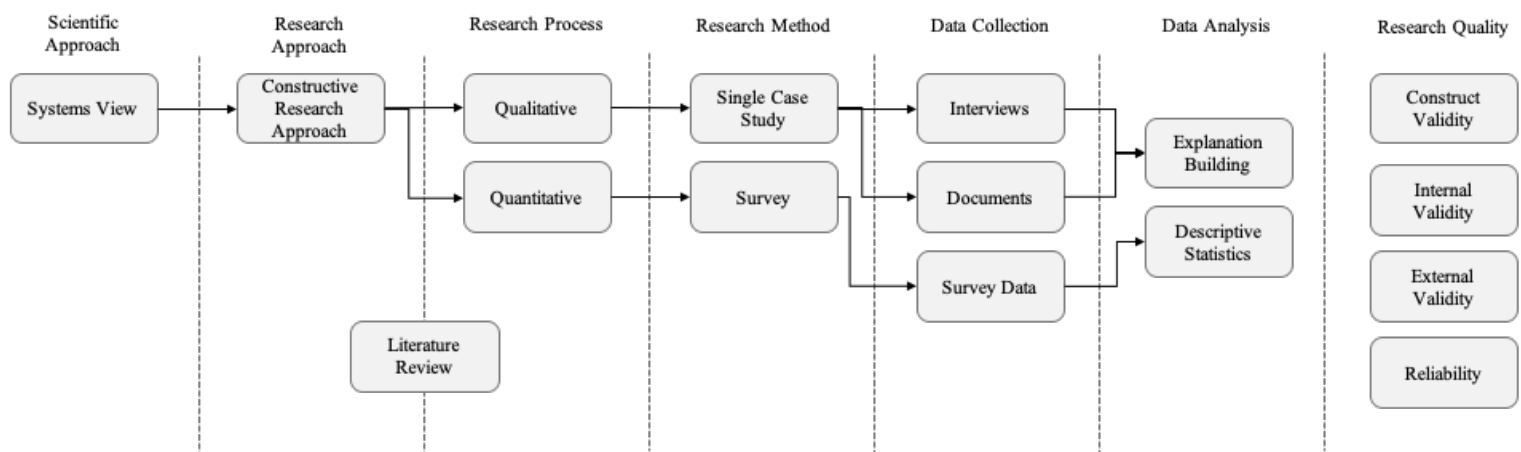 Scientific
Approach
Research
Approach
Research Process
Research Method
Data Collection
Data Analysis
Research Quality
Systems View
Constructive
Research
Approach
Qualitative
Single Case
Study
Interviews
Explanation
Building
Construct
Validity
Quantitative
Survey
Documents
Descriptive
Statistics
Internal
Validity
Survey Data
External
Validity
Literature
Review
Reliability